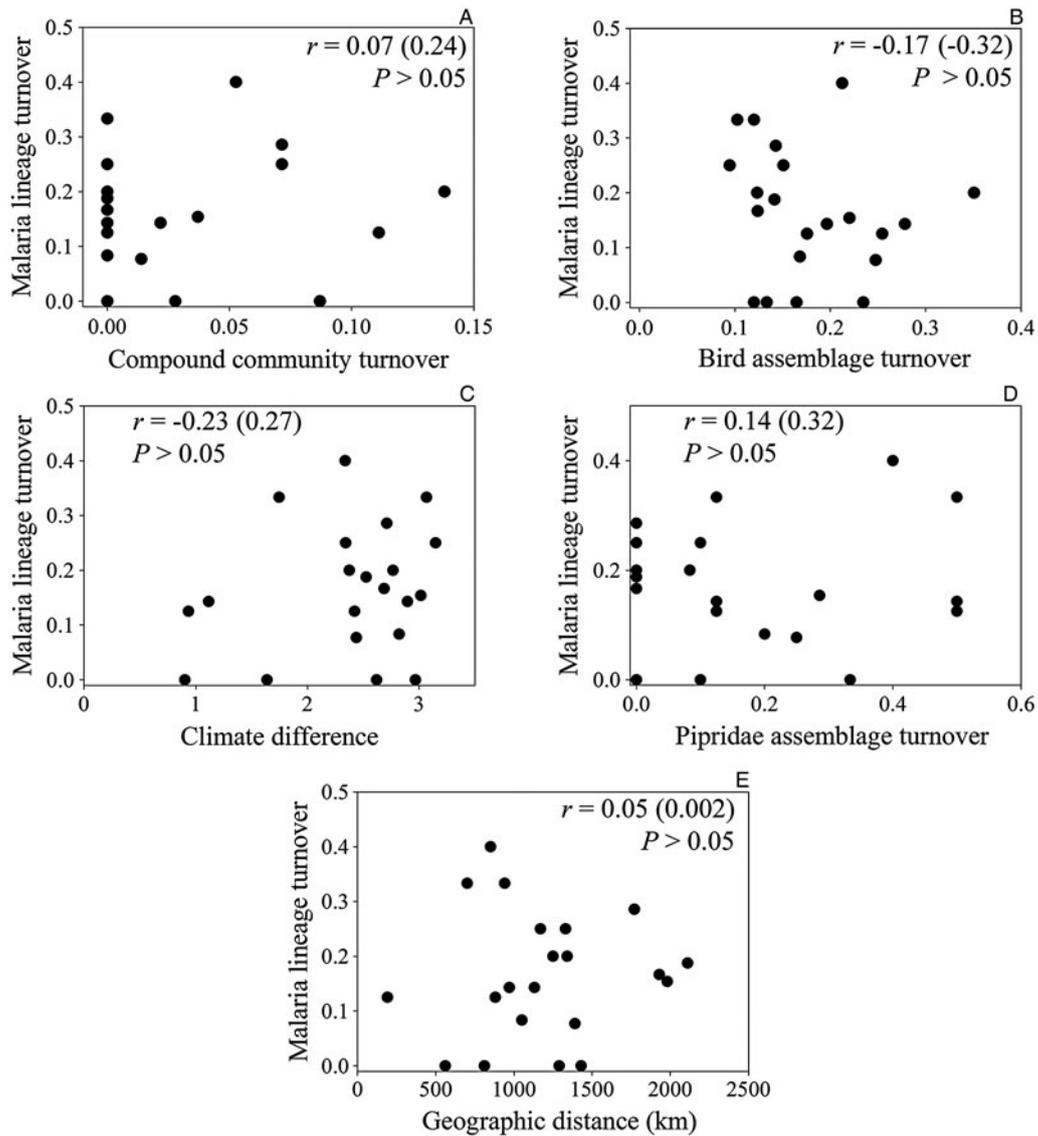 A
r = 0.07 (0.24)
P > 0.05
Malaria lineage turnover
0.5
0.4
0.3
0.2
0.1
0.0
0.00 0.05 0.10 0.15
Compound community turnover
B
r = -0.17 (-0.32)
P > 0.05
Malaria lineage turnover
0.5
0.4
0.3
0.2
0.1
0.0
0.0 0.1 0.2 0.3 0.4
Bird assemblage turnover
C
r = -0.23 (0.27)
P > 0.05
Malaria lineage turnover
0.5
0.4
0.3
0.2
0.1
0.0
0 1 2 3
Climate difference
D
r = 0.14 (0.32)
P > 0.05
Malaria lineage turnover
0.4
0.2
0.0
0.0 0.2 0.4 0.6
Pipridae assemblage turnover
E
r = 0.05 (0.002)
P > 0.05
Malaria lineage turnover
0.5
0.4
0.3
0.2
0.1
0.0
0 500 1000 1500 2000 2500
Geographic distance (km)